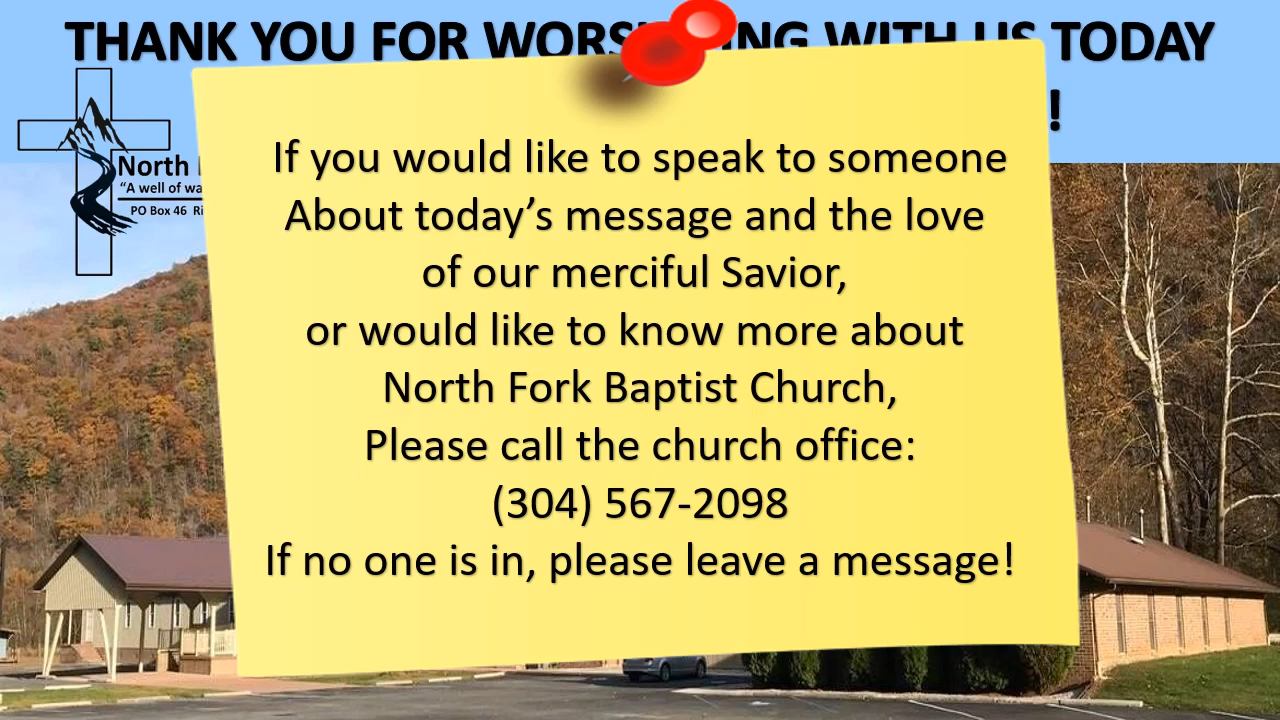 THANK YOU FOR WORS ING WITH US TODAY
!
North
"A well of wa
PO Box 46 Ri
If you would like to speak to someone
About today's message and the love
of our merciful Savior,
or would like to know more about
North Fork Baptist Church,
Please call the church office:
(304) 567-2098
If no one is in, please leave a message!